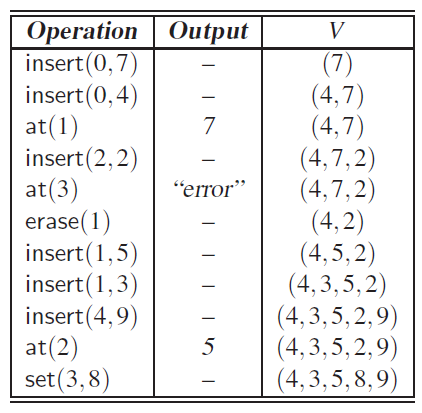 Operation Output V
insert(0,7) – (7)
insert(0,4) – (4,7)
at(1) 7 (4,7)
insert(2,2) – (4,7,2)
at(3) “error” (4,7,2)
erase(1) – (4,2)
insert(1,5) – (4,5,2)
insert(1,3) – (4,3,5,2)
insert(4,9) – (4,3,5,2,9)
at(2) 5 (4,3,5,2,9)
set(3,8) – (4,3,5,8,9)